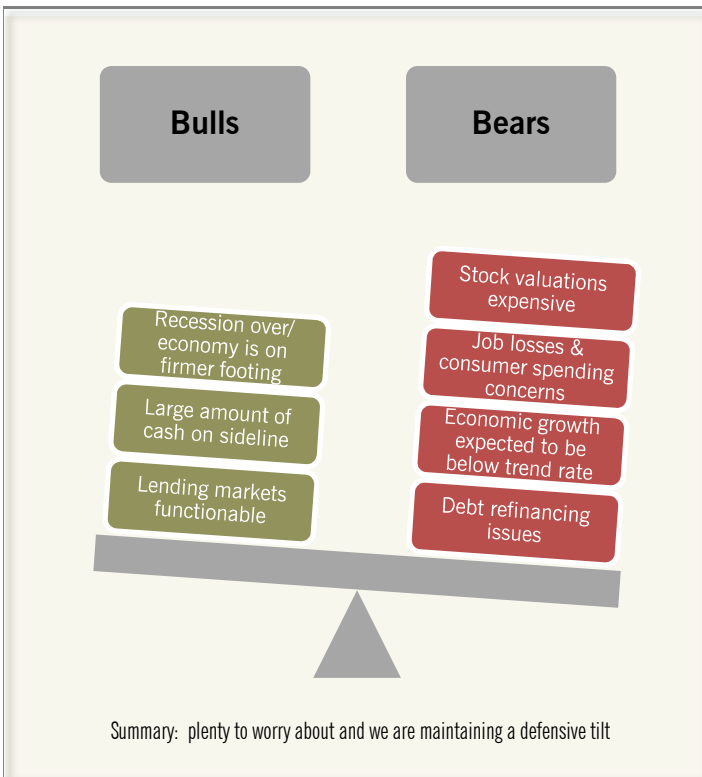 Bulls
Bears
Recession over/
economy is on
firmer footing
Large amount of
cash on sideline
Lending markets
functionable
Stock valuations
expensive
Job losses &
consumer spending
concerns
Economic growth
expected to be
below trend rate
Debt refinancing
issues
Summary: plenty to worry about and we are maintaining a defensive tilt